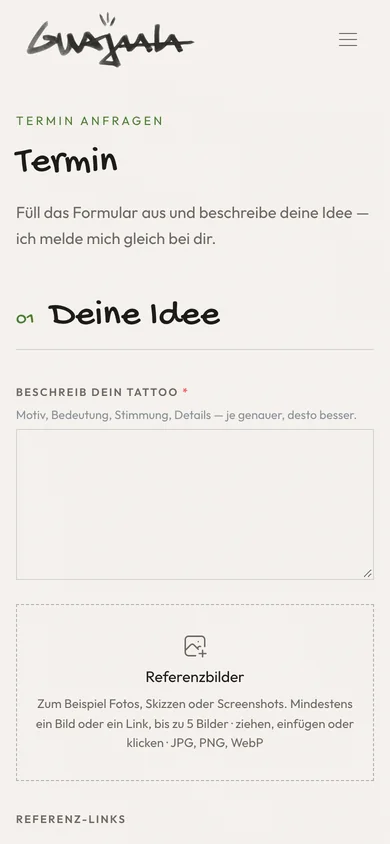 Guajaala
TERMIN ANFRAGEN
Termin
Füll das Formular aus und beschreibe deine Idee —
ich melde mich gleich bei dir.
01 Deine Idee
BESCHREIB DEIN TATTOO *
Motiv, Bedeutung, Stimmung, Details — je genauer, desto besser.
Referenzbilder
Zum Beispiel Fotos, Skizzen oder Screenshots. Mindestens
ein Bild oder ein Link, bis zu 5 Bilder · ziehen, einfügen oder
klicken · JPG, PNG, WebP
REFERENZ-LINKS